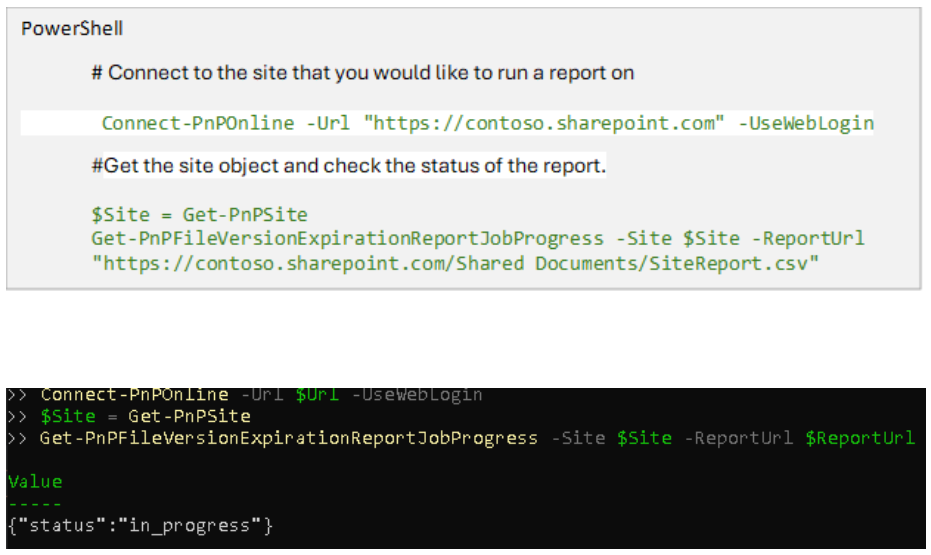 PowerShell
# Connect to the site that you would like to run a report on
Connect-PnPOnline -Url "https://contoso.sharepoint.com" -UseWebLogin
#Get the site object and check the status of the report.
$Site = Get-PnPSite
Get-PnPFileVersionExpirationReportJobProgress -Site $Site -ReportUrl
"https://contoso.sharepoint.com/Shared Documents/SiteReport.csv"
>> Connect-PnPOnline -Url $Url -UseWebLogin
>> $Site = Get-PnPSite
>> Get-PnPFileVersionExpirationReportJobProgress -Site $Site -ReportUrl $ReportUrl
Value
-----
{"status":"in_progress"}